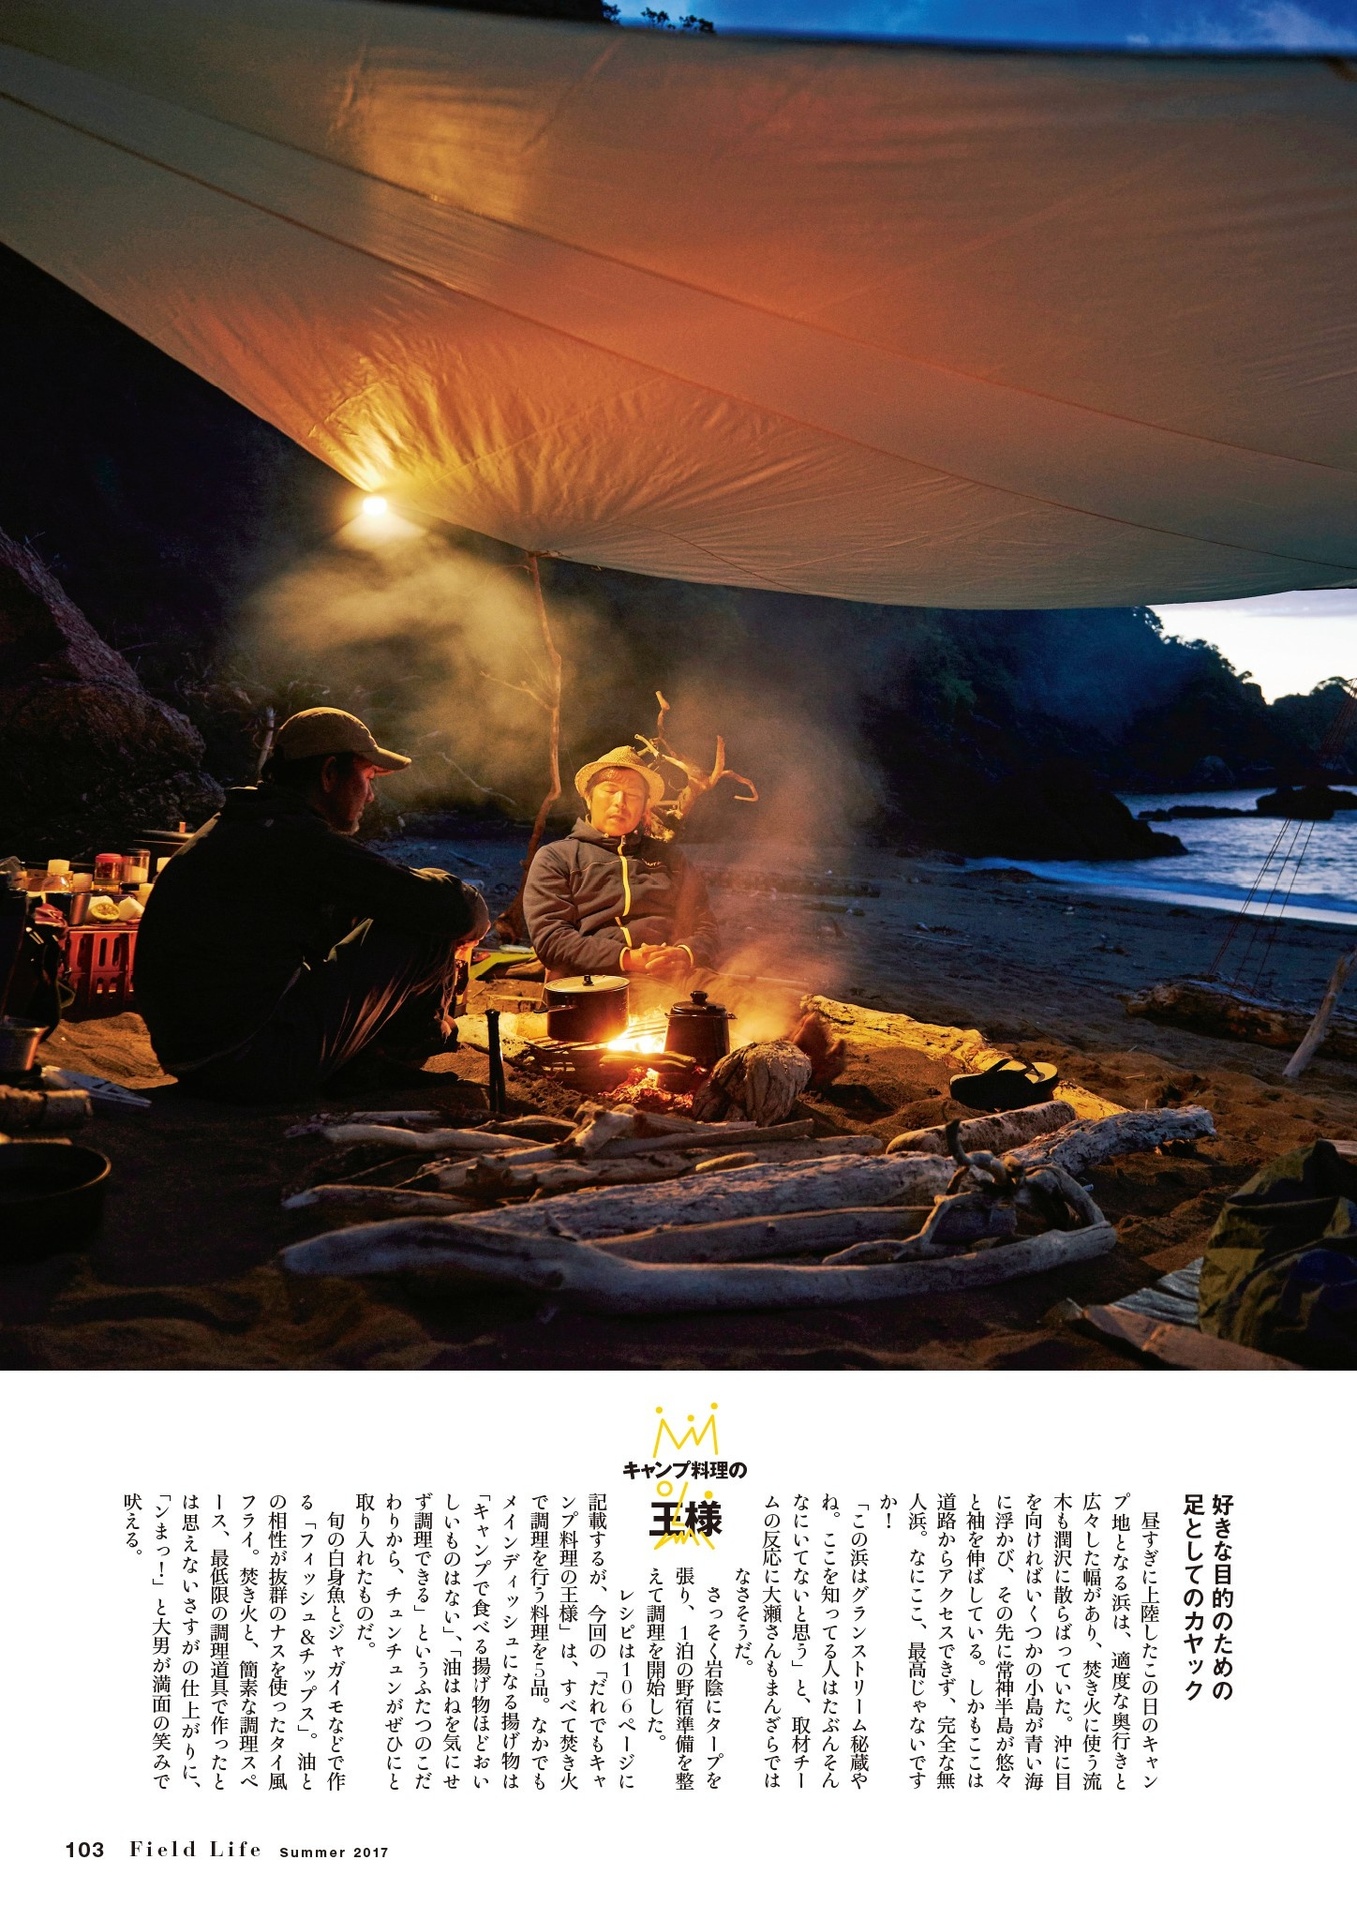 好きな目的のための
足としてのカヤック
昼すぎに上陸したこの日のキャン
プ地となる浜は、適度な奥行きと
広々した幅があり、焚き火に使う流
木も潤沢に散らばっていた。沖に目
を向ければいくつかの小島が青い海
に浮かび、その先に常神半島が悠々
と袖を伸ばしている。しかもここは
道路からアクセスできず、完全な無
人浜。なにここ、最高じゃないです
か！
「この浜はグランストリーム秘蔵や
ね。ここを知ってる人はたぶんそん
なにいてないと思う」と、取材チー
ムの反応に大瀬さんもまんざらでは
なさそうだ。
さっそく岩陰にタープを
張り、1泊の野宿準備を整
えて調理を開始した。
レシピは106ページに
記載するが、今回の「だれでもキャ
ンプ料理の王様」は、すべて焚き火
で調理を行う料理を5品。なかでも
メインディッシュになる揚げ物は
「キャンプで食べる揚げ物ほどおい
しいものはない」、「油はねを気にせ
ず調理できる」というふたつのこだ
わりから、チュンチュンがぜひにと
取り入れたものだ。
旬の白身魚とジャガイモなどで作
る「フィッシュ&チップス」。油と
の相性が抜群のナスを使ったタイ風
フライ。焚き火と、簡素な調理スペ
ース、最低限の調理道具で作ったと
は思えないさすがの仕上がりに、
「ンまっ！」と大男が満面の笑みで
吠える。
キャンプ料理の
王様
103 Field Life Summer 2017